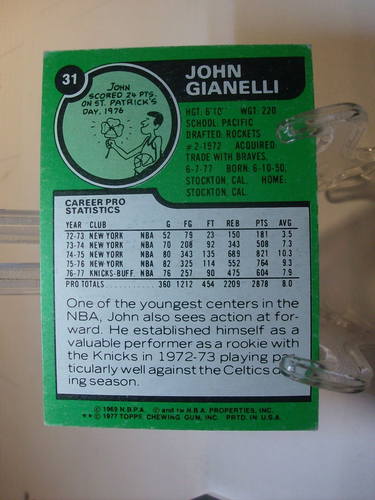 31
JOHN
GIANELLI
JOHN
SCORED 24 PTS.
ON ST. PATRICK'S
DAY, 1976
HGT: 6'10" WGT: 220
SCHOOL: PACIFIC
DRAFTED: ROCKETS
#2-1972 ACQUIRED:
TRADE WITH BRAVES,
6-7-77 BORN: 6-10-50,
STOCKTON, CAL. HOME:
STOCKTON, CAL.
CAREER PRO
STATISTICS
YEAR CLUB G FG FT REB PTS AVG
72-73 NEW YORK NBA 52 79 23 150 181 3.5
73-74 NEW YORK NBA 70 208 92 343 508 7.3
74-75 NEW YORK NBA 80 343 135 689 821 10.3
75-76 NEW YORK NBA 82 325 114 552 764 9.3
76-77 KNICKS-BUFF. NBA 76 257 90 475 604 7.9
PRO TOTALS 360 1212 454 2209 2878 8.0
One of the youngest centers in the
NBA, John also sees action at for-
ward. He established himself as a
valuable performer as a rookie with
the Knicks in 1972-73 playing par-
ticularly well against the Celtics
ing season.
© 1969 N.B.P.A. © and TM N.B.A. PROPERTIES, INC.
★★ © 1977 TOPPS CHEWING GUM, INC. PRTD. IN U.S.A.